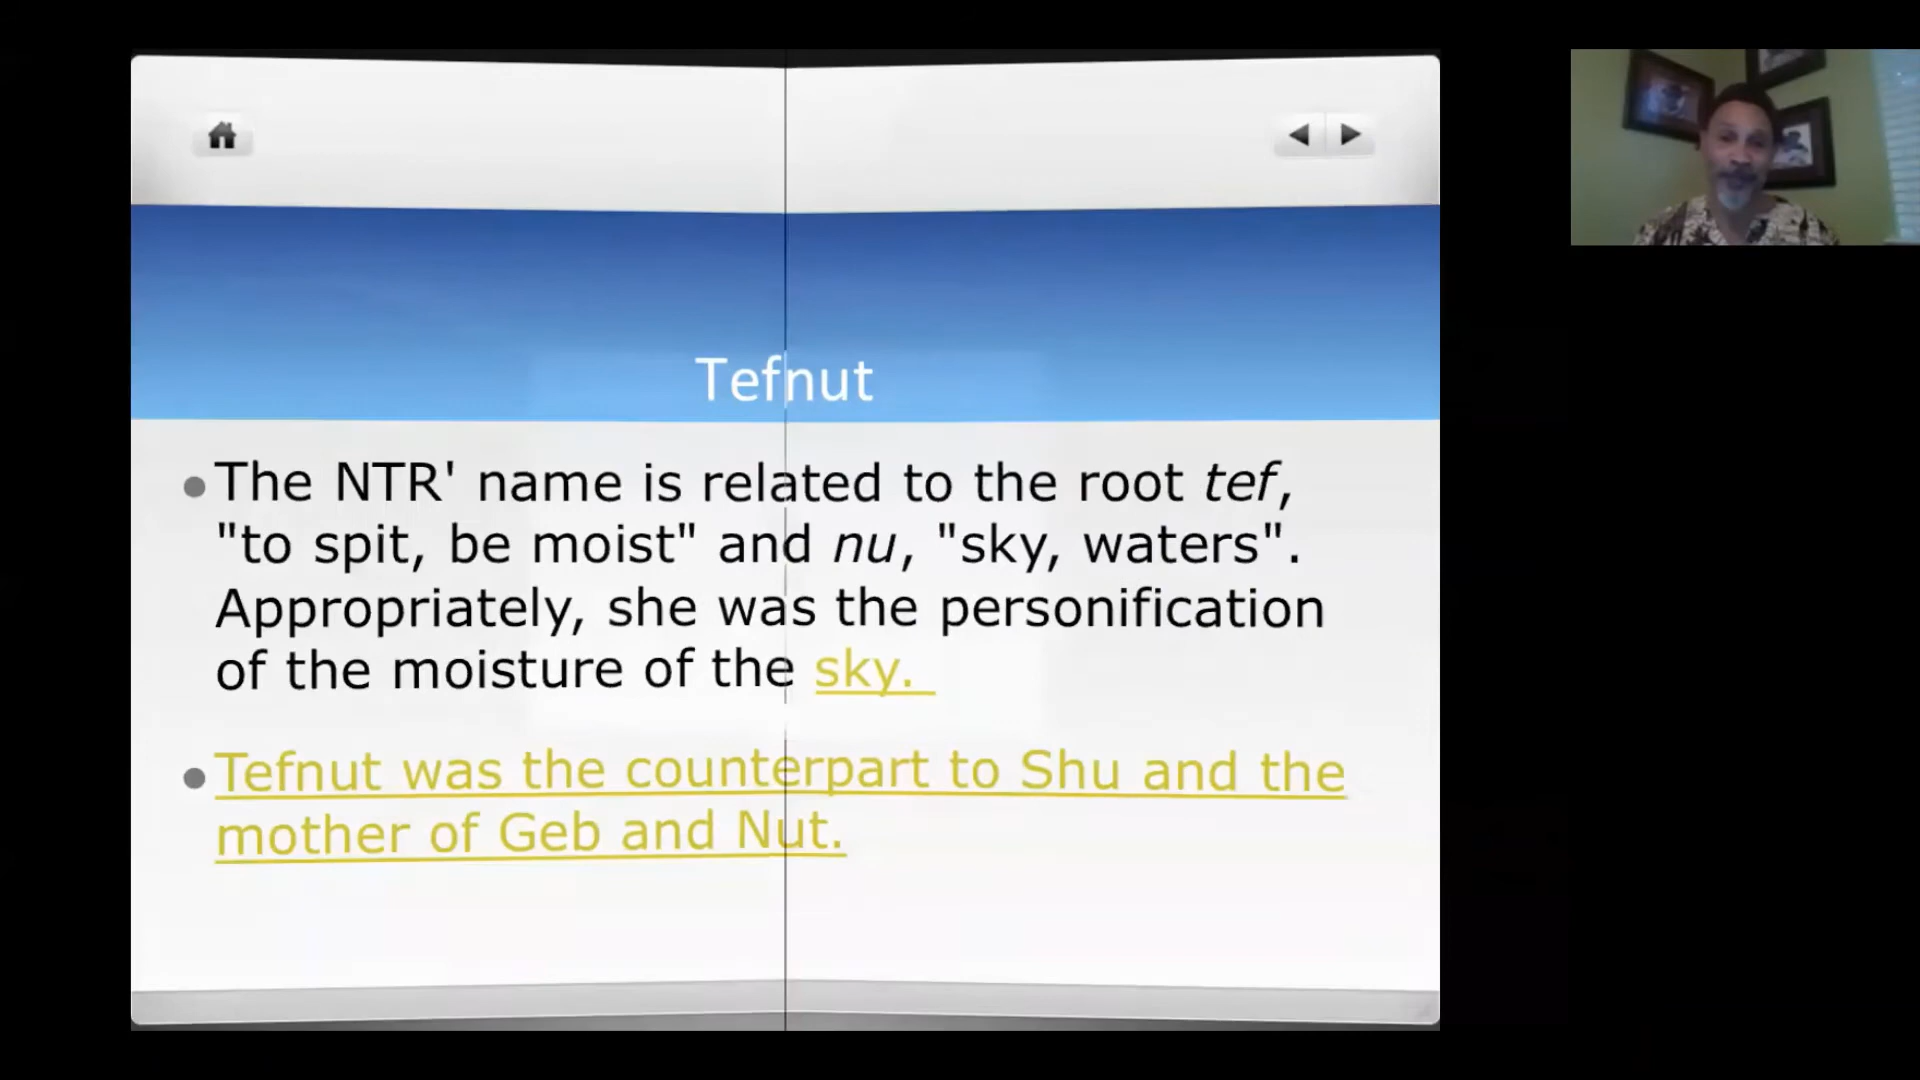 Tefnut
The NTR' name is related to the root tef,
"to spit, be moist" and nu, "sky, waters".
Appropriately, she was the personification
of the moisture of the sky.
Tefnut was the counterpart to Shu and the
mother of Geb and Nut.